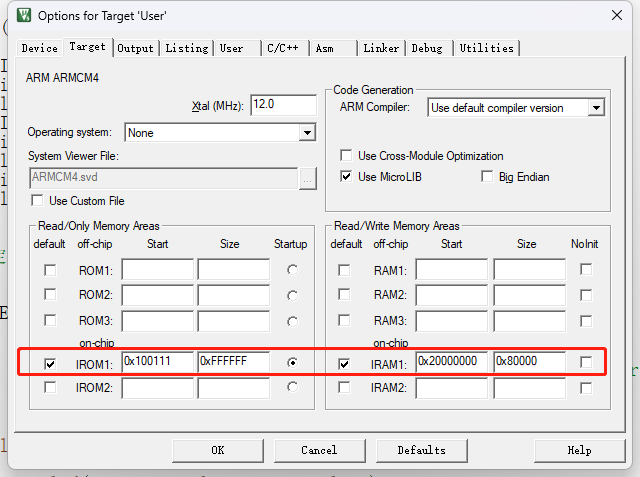 Options for Target 'User'
Device Target Output Listing User C/C++ Asm Linker Debug Utilities
ARM ARMCM4
Xtal (MHz): 12.0
Operating system: None
System Viewer File:
ARMCM4.svd ...
Use Custom File
Code Generation
ARM Compiler: Use default compiler version
Use Cross-Module Optimization
Use MicroLIB Big Endian
Read/Only Memory Areas
default off-chip Start Size Startup
ROM1:
ROM2:
ROM3:
on-chip
IROM1: 0x100111 0xFFFFFF
IROM2:
Read/Write Memory Areas
default off-chip Start Size NoInit
RAM1:
RAM2:
RAM3:
on-chip
IRAM1: 0x20000000 0x80000
IRAM2:
OK Cancel Defaults Help